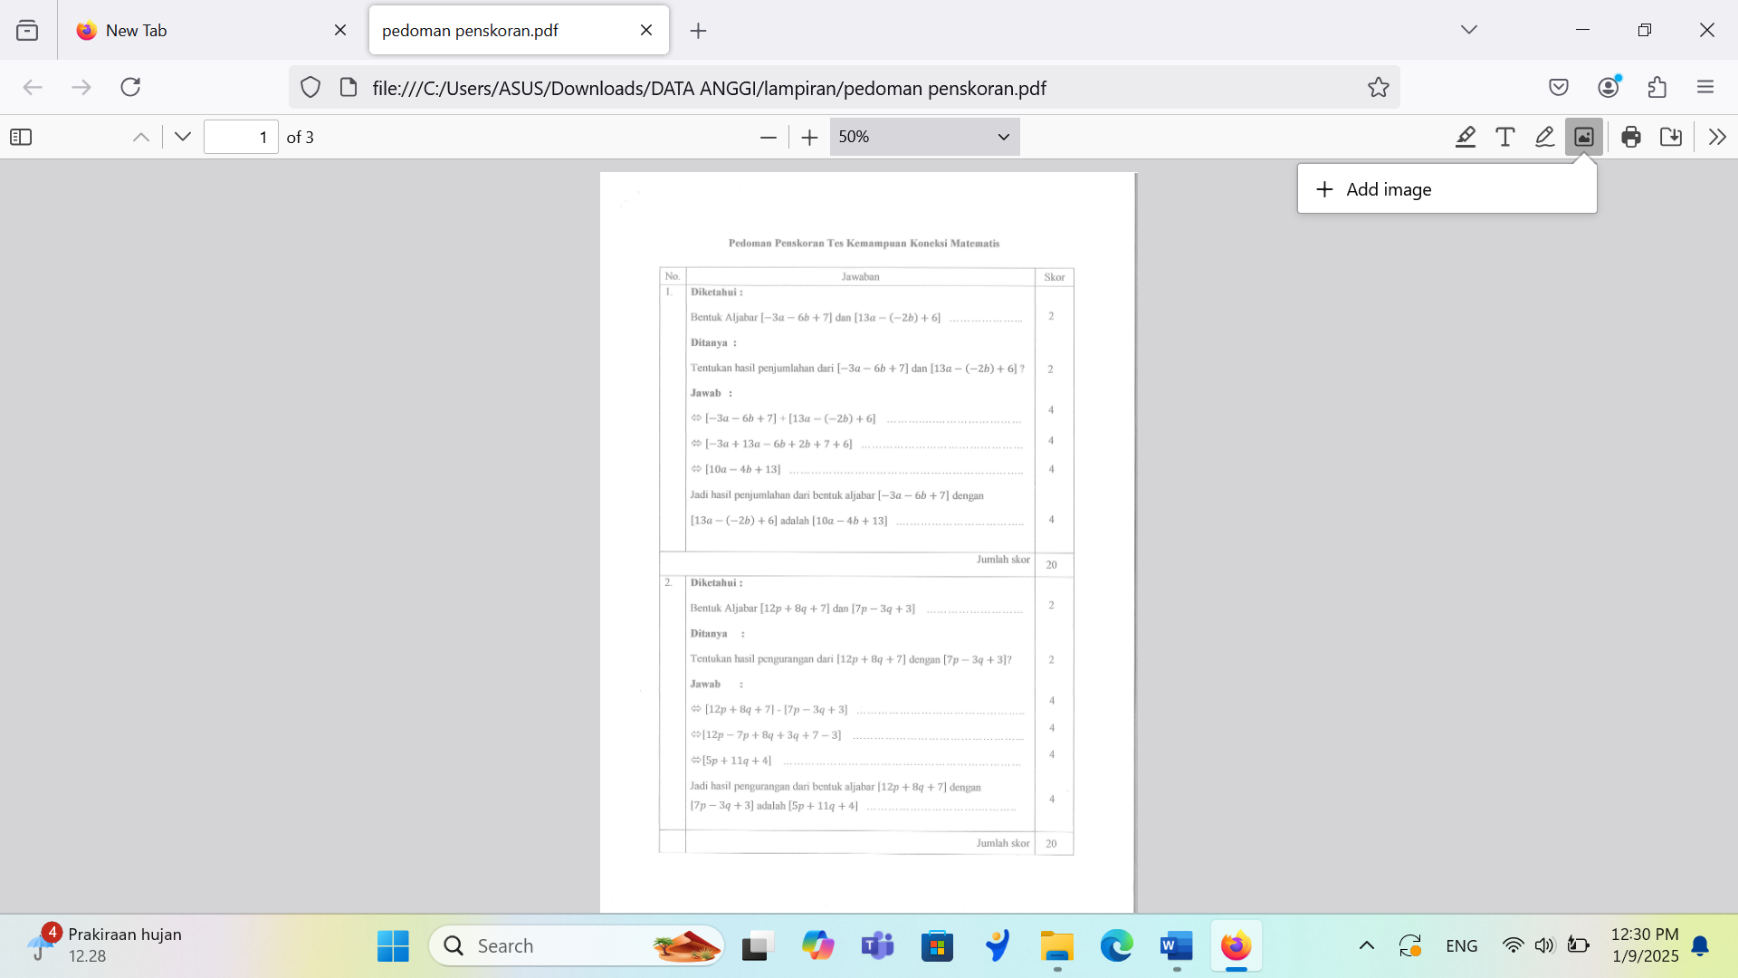 New Tab
pedoman penskoran.pdf
file:///C:/Users/ASUS/Downloads/DATA ANGGI/lampiran/pedoman penskoran.pdf
1 of 3
50%
Add image
Pedoman Penskoran Tes Kemampuan Koneksi Matematis
No. Jawaban Skor
1. Diketahui :
Bentuk Aljabar [−3a − 6b + 7] dan [13a − (−2b) + 6] ..................... 2
Ditanya :
Tentukan hasil penjumlahan dari [−3a − 6b + 7] dan [13a − (−2b) + 6] ? 2
Jawab :
⇔ [−3a − 6b + 7] + [13a − (−2b) + 6] ..................... 4
⇔ [−3a + 13a − 6b + 2b + 7 + 6] ..................... 4
⇔ [10a − 4b + 13] ..................... 4
Jadi hasil penjumlahan dari bentuk aljabar [−3a − 6b + 7] dengan
[13a − (−2b) + 6] adalah [10a − 4b + 13] ..................... 4
Jumlah skor 20
2. Diketahui :
Bentuk Aljabar [12p + 8q + 7] dan [7p − 3q + 3] ..................... 2
Ditanya :
Tentukan hasil pengurangan dari [12p + 8q + 7] dengan [7p − 3q + 3]? 2
Jawab :
⇔ [12p + 8q + 7] - [7p − 3q + 3] ..................... 4
⇔[12p − 7p + 8q + 3q + 7 − 3] ..................... 4
⇔[5p + 11q + 4] ..................... 4
Jadi hasil pengurangan dari bentuk aljabar [12p + 8q + 7] dengan
[7p − 3q + 3] adalah [5p + 11q + 4] ..................... 4
Jumlah skor 20
4
Prakiraan hujan
12.28
Search
W
ENG
12:30 PM
1/9/2025